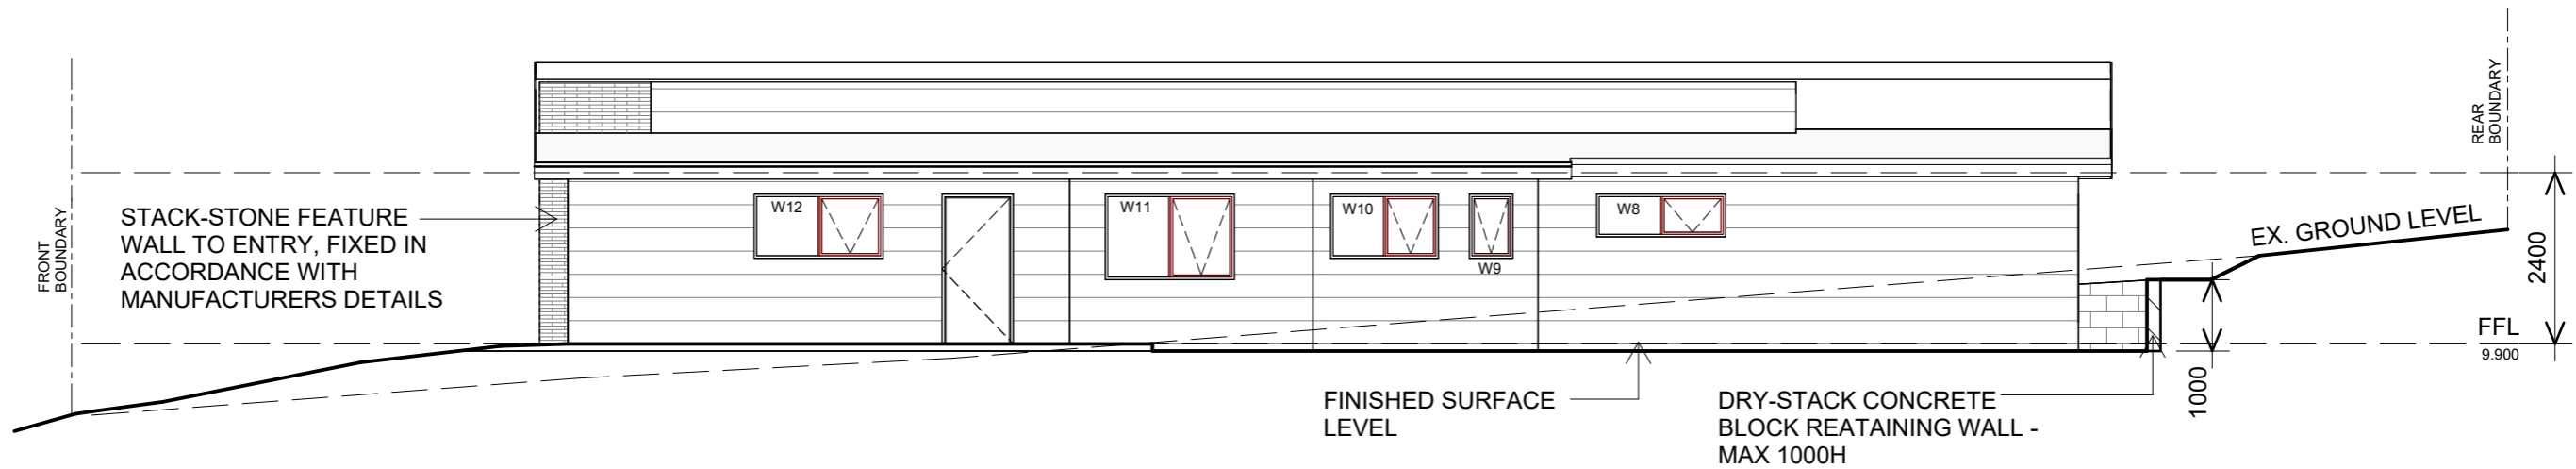 FRONT
BOUNDARY
STACK-STONE FEATURE
WALL TO ENTRY, FIXED IN
ACCORDANCE WITH
MANUFACTURERS DETAILS
W12
W11
W10
W9
W8
REAR
BOUNDARY
EX. GROUND LEVEL
2400
FFL
9.900
1000
FINISHED SURFACE
LEVEL
DRY-STACK CONCRETE
BLOCK REATAINING WALL -
MAX 1000H